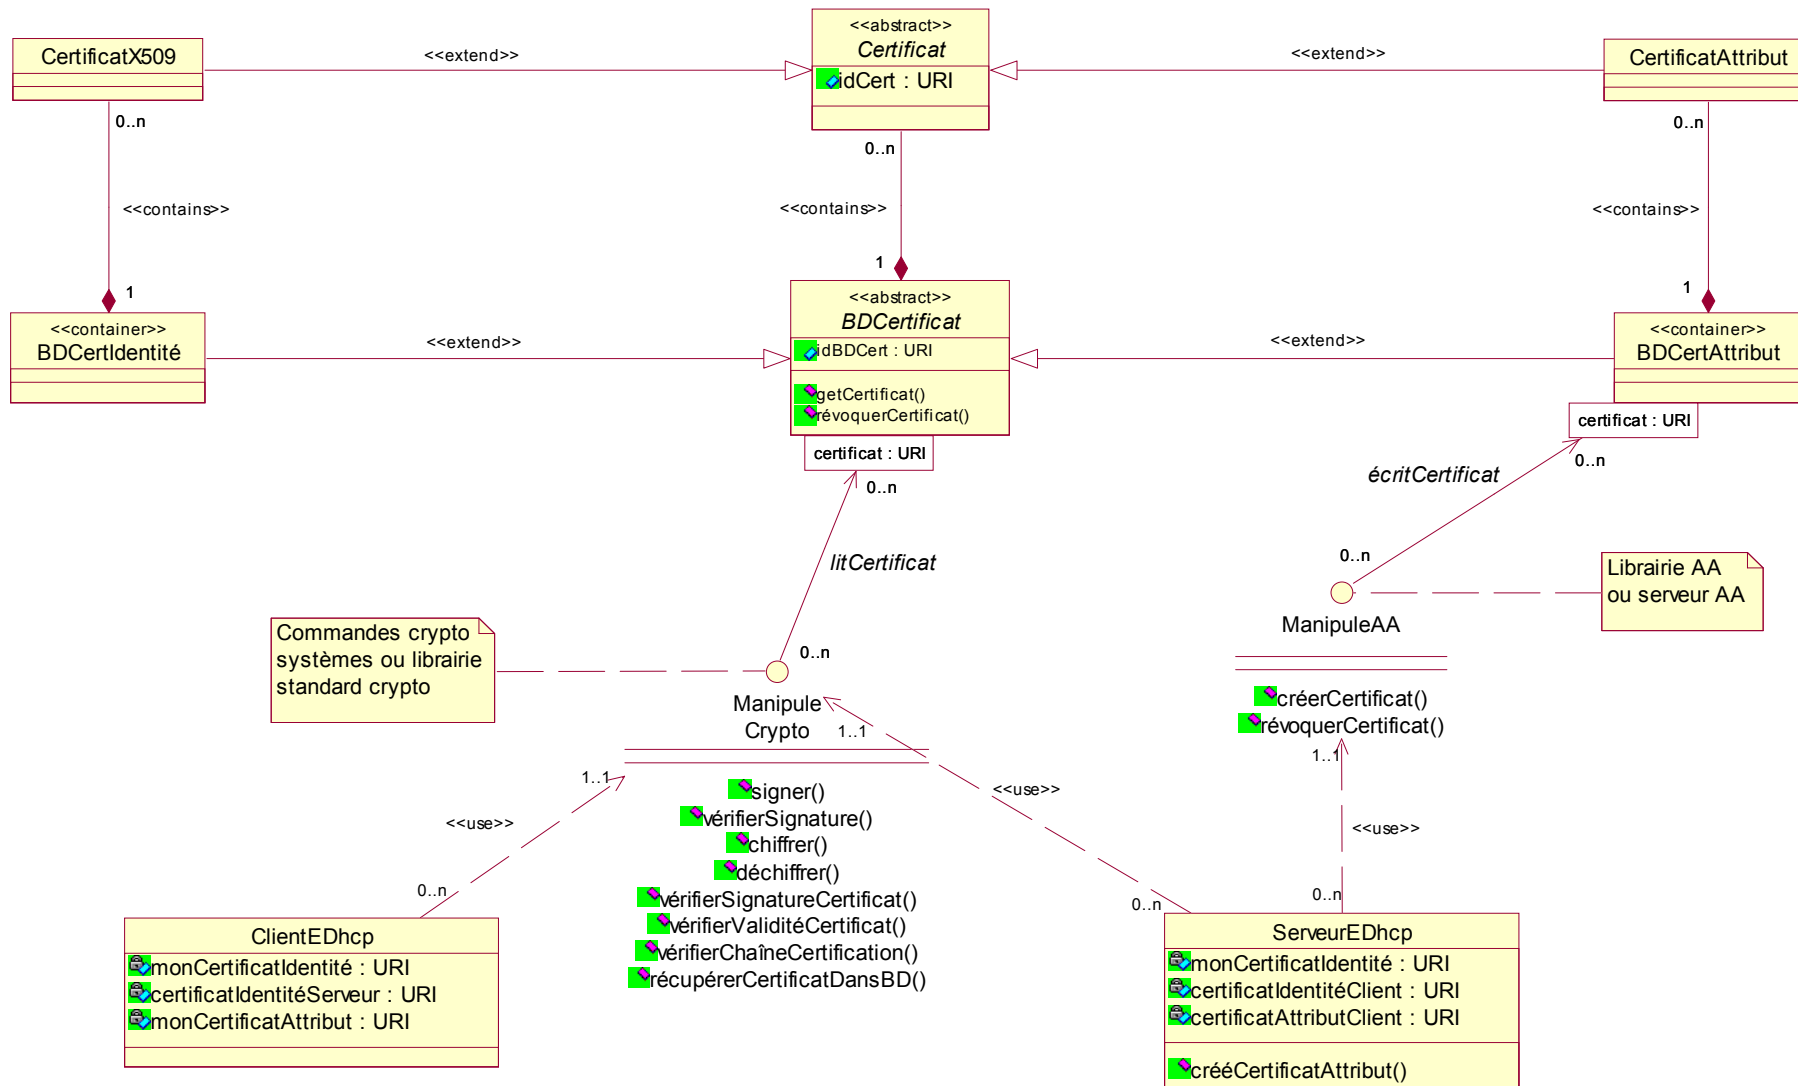 <<abstract>>
Certificat
idCert : URI
CertificatX509
<<extend>>
<<extend>>
CertificatAttribut
0..n
0..n
0..n
<<contains>>
<<contains>>
<<contains>>
1
1
1
<<container>>
BDCertIdentité
<<extend>>
<<abstract>>
BDCertificat
idBDCert : URI
getCertificat()
révoquerCertificat()
certificat : URI
<<extend>>
<<container>>
BDCertAttribut
certificat : URI
0..n
0..n
écritCertificat
litCertificat
0..n
0..n
Librairie AA
ou serveur AA
Commandes crypto
systèmes ou librairie
standard crypto
ManipuleAA
créerCertificat()
révoquerCertificat()
1..1
Manipule
Crypto
1..1
1..1
signer()
vérifierSignature()
chiffrer()
déchiffrer()
vérifierSignatureCertificat()
vérifierValiditéCertificat()
vérifierChaîneCertification()
récupérerCertificatDansBD()
<<use>>
<<use>>
<<use>>
0..n
0..n
0..n
ClientEDhcp
monCertificatIdentité : URI
certificatIdentitéServeur : URI
monCertificatAttribut : URI
ServeurEDhcp
monCertificatIdentité : URI
certificatIdentitéClient : URI
certificatAttributClient : URI
crééCertificatAttribut()